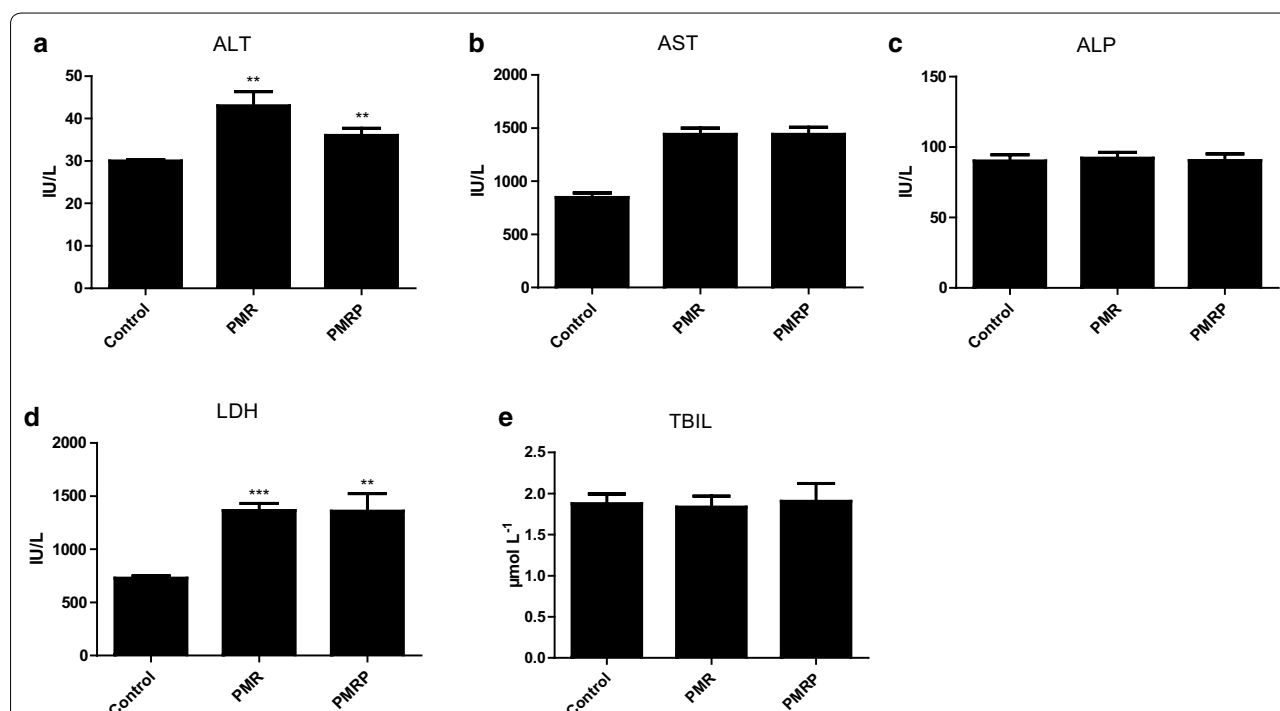 a
ALT
50
40
30
20
10
0
IU/L
**
**
Control
PMR
PMRP
b
AST
2000
1500
1000
500
0
IU/L
Control
PMR
PMRP
c
ALP
150
100
50
0
IU/L
Control
PMR
PMRP
d
LDH
2000
1500
1000
500
0
IU/L
***
**
Control
PMR
PMRP
e
TBIL
2.5
2.0
1.5
1.0
0.5
0.0
µmol L⁻¹
Control
PMR
PMRP